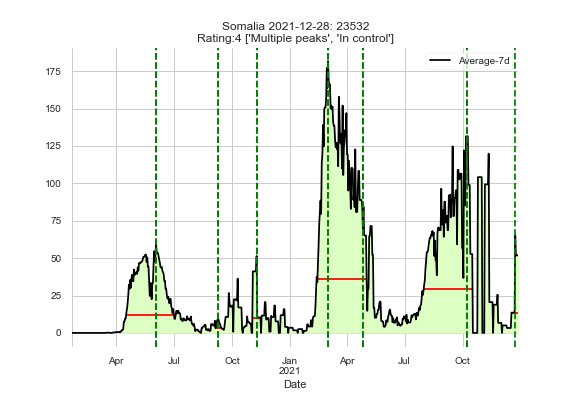 Somalia 2021-12-28: 23532
Rating:4 ['Multiple peaks', 'In control']
Average-7d
175
150
125
100
75
50
25
0
Apr Jul Oct Jan Apr Jul Oct
2021
Date